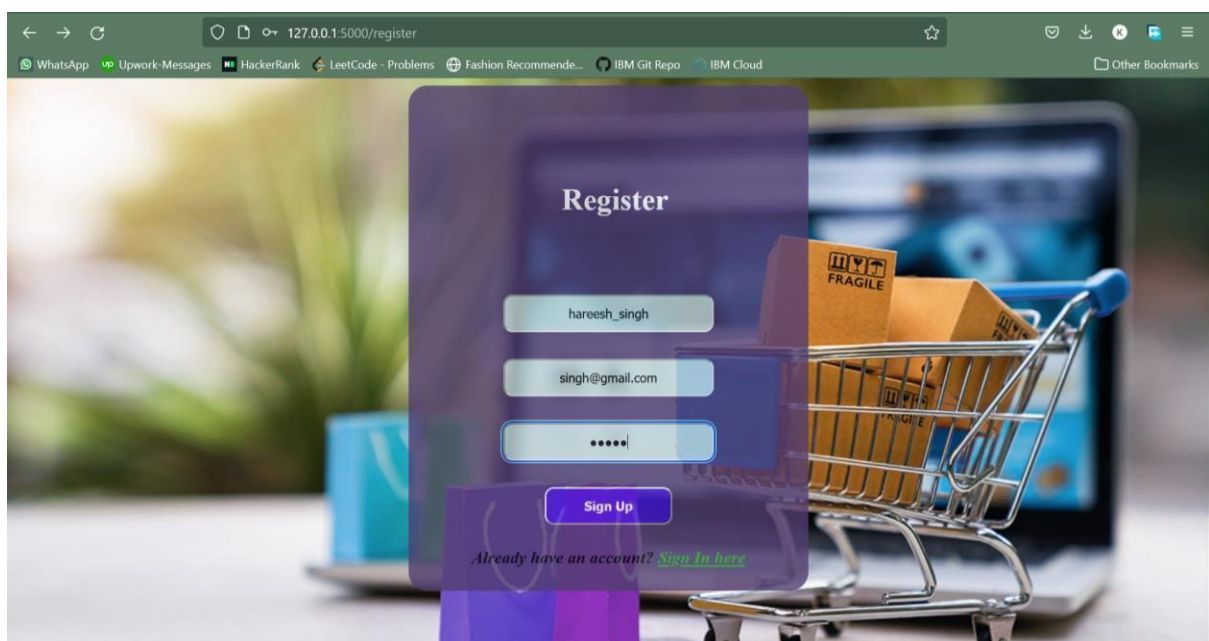 127.0.0.1:5000/register
K
WhatsApp Upwork-Messages HackerRank LeetCode - Problems Fashion Recommende... IBM Git Repo IBM Cloud Other Bookmarks
Register
FRAGILE
hareesh_singh
singh@gmail.com
•••••
Sign Up
Already have an account? Sign In here